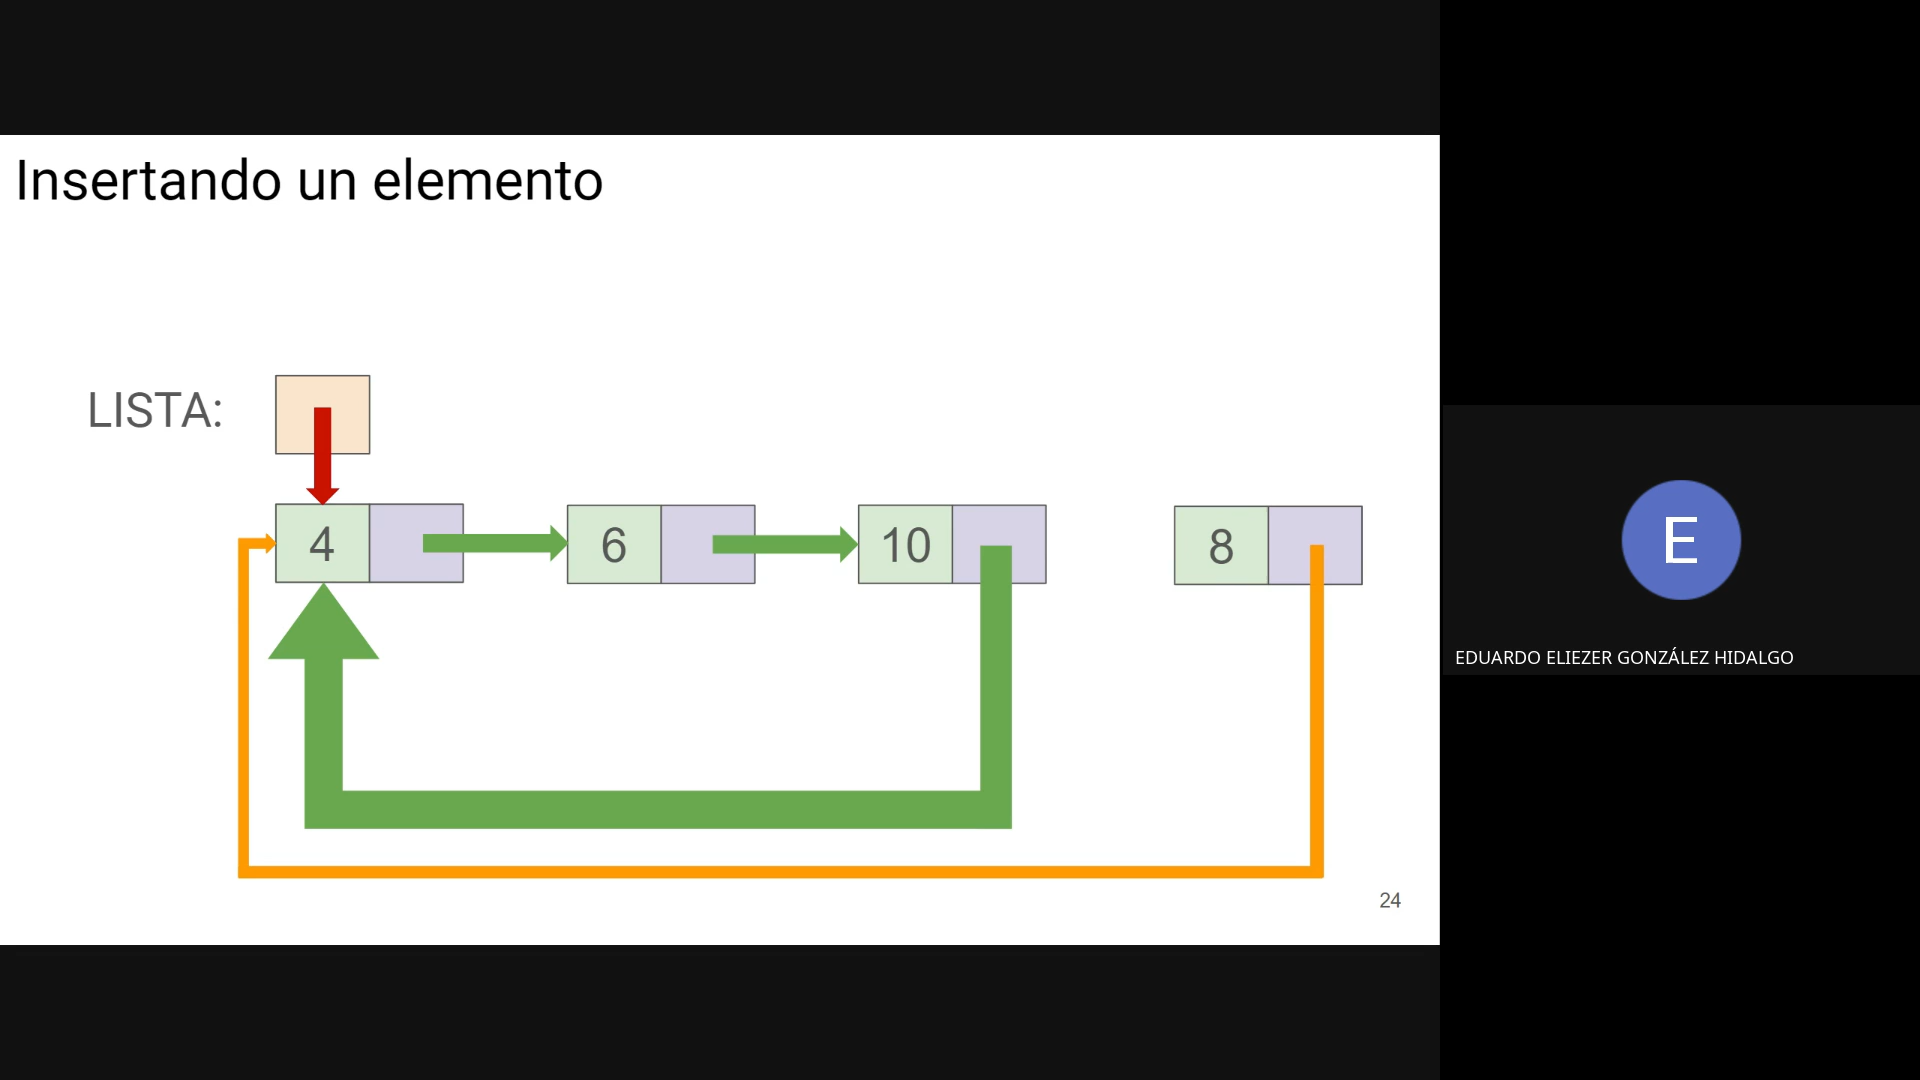 Insertando un elemento
LISTA:
4
6
10
8
24
E
EDUARDO ELIEZER GONZÁLEZ HIDALGO